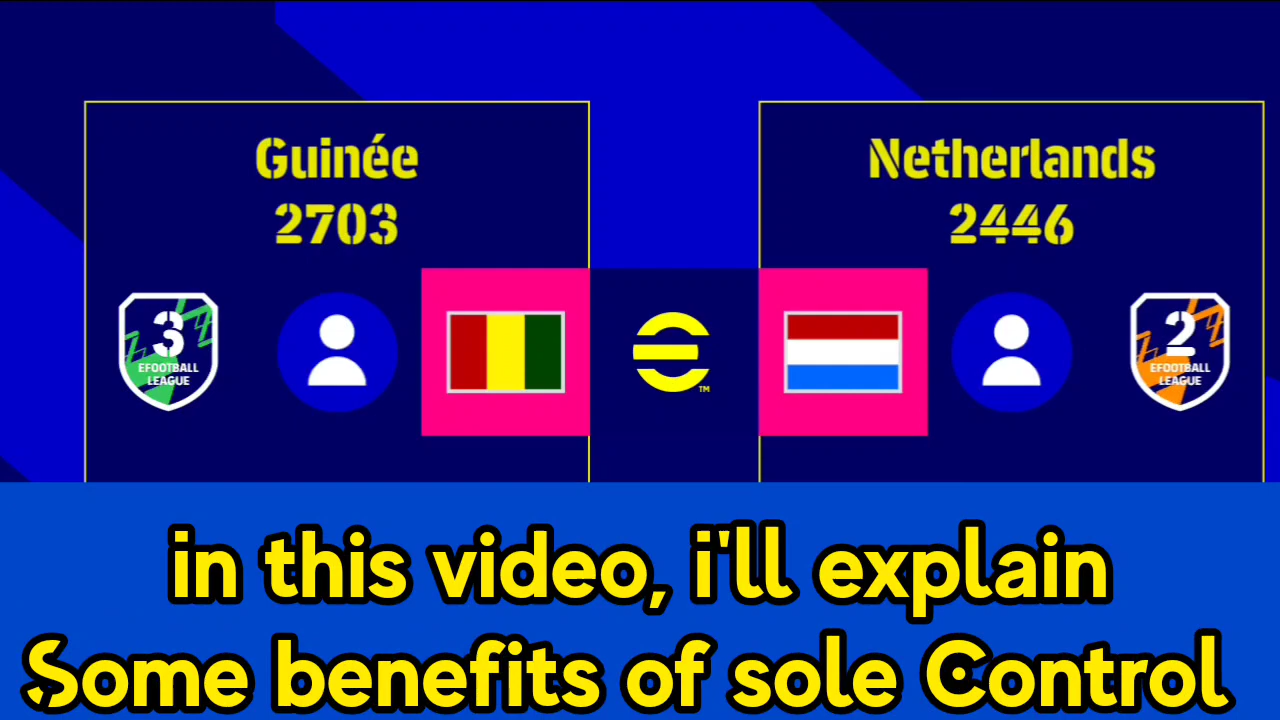 Guinée
2703
Netherlands
2446
3
EFOOTBALL
LEAGUE
TM
2
EFOOTBALL
LEAGUE
in this video, i'll explain
Some benefits of sole Control